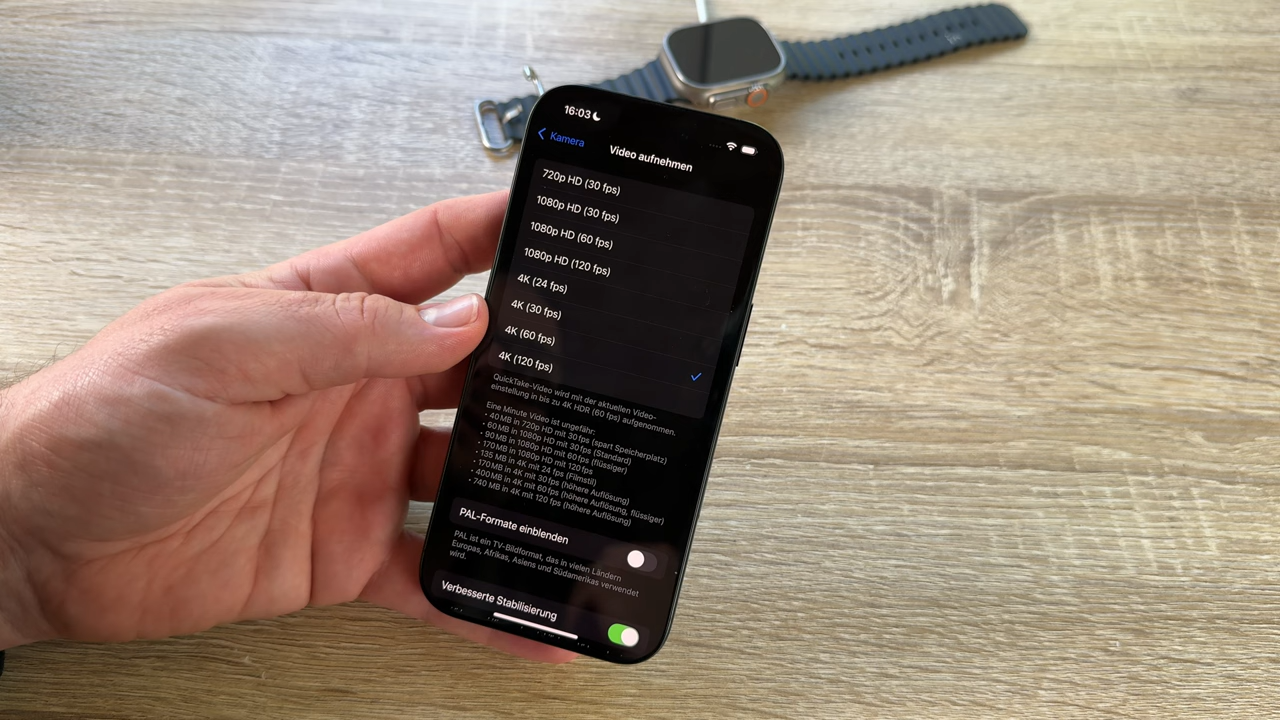 16:03
Kamera
Video aufnehmen
720p HD (30 fps)
1080p HD (30 fps)
1080p HD (60 fps)
1080p HD (120 fps)
4K (24 fps)
4K (30 fps)
4K (60 fps)
4K (120 fps)
QuickTake-Video wird mit der aktuellen Video-
einstellung in bis zu 4K HDR (60 fps) aufgenommen.
Eine Minute Video ist ungefähr:
• 40 MB in 720p HD mit 30 fps (spart Speicherplatz)
• 60 MB in 1080p HD mit 30 fps (Standard)
• 90 MB in 1080p HD mit 60 fps (flüssiger)
• 170 MB in 1080p HD mit 120 fps
• 135 MB in 4K mit 24 fps (Filmstil)
• 170 MB in 4K mit 30 fps (höhere Auflösung)
• 400 MB in 4K mit 60 fps (höhere Auflösung, flüssiger)
• 740 MB in 4K mit 120 fps (höhere Auflösung)
PAL-Formate einblenden
PAL ist ein TV-Bildformat, das in vielen Ländern
Europas, Afrikas, Asiens und Südamerikas verwendet
wird.
Verbesserte Stabilisierung